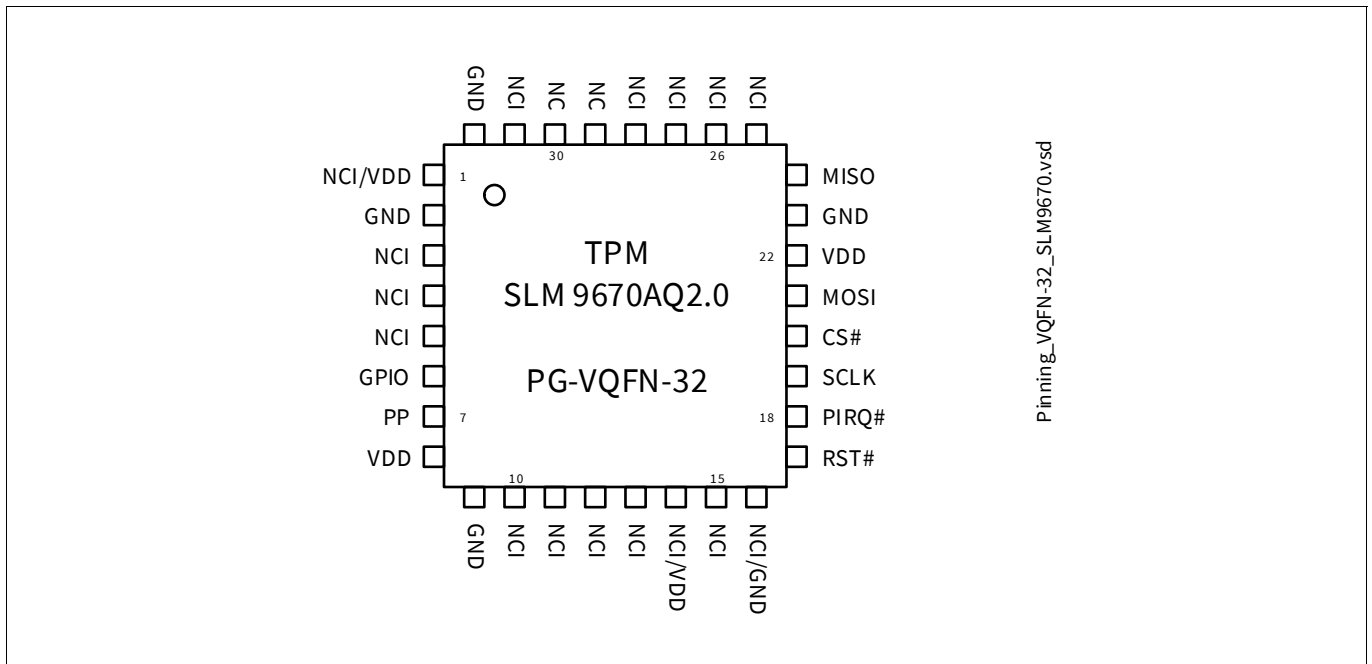 GND
NCI
NC
NC
NCI
NCI
NCI
NCI
30
26
NCI/VDD
1
MISO
GND
GND
NCI
TPM
22
VDD
NCI
SLM 9670AQ2.0
MOSI
NCI
CS#
GPIO
PG-VQFN-32
SCLK
PP
7
18
PIRQ#
VDD
RST#
10
15
GND
NCI
NCI
NCI
NCI
NCI/VDD
NCI
NCI/GND
Pinning_VQFN-32_SLM9670.vsd